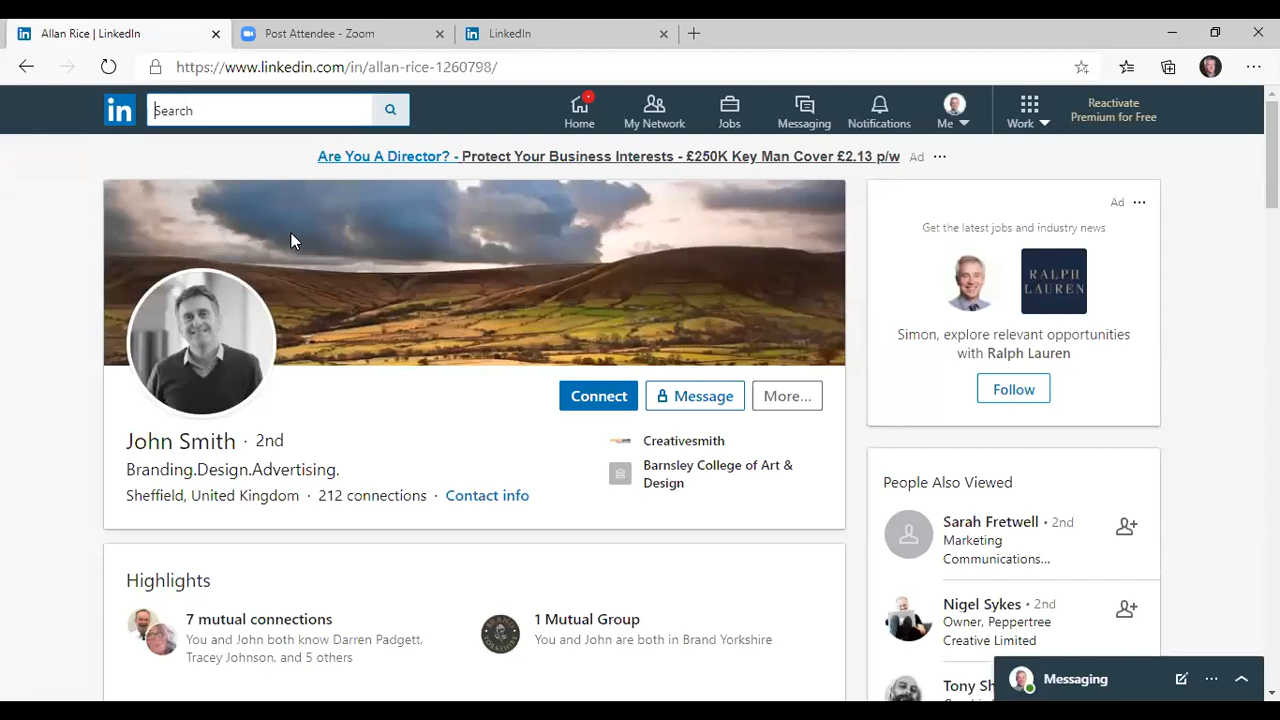 Allan Rice | LinkedIn
Post Attendee - Zoom
LinkedIn
https://www.linkedin.com/in/allan-rice-1260798/
in
Search
Home
My Network
Jobs
Messaging
Notifications
Me
Work
Reactivate
Premium for Free
Are You A Director? - Protect Your Business Interests - £250K Key Man Cover £2.13 p/w Ad
Ad
Get the latest jobs and industry news
RALPH
LAUREN
Simon, explore relevant opportunities
with Ralph Lauren
Follow
Connect
Message
More...
John Smith · 2nd
Branding.Design.Advertising.
Sheffield, United Kingdom · 212 connections · Contact info
Creativesmith
Barnsley College of Art &
Design
Highlights
7 mutual connections
You and John both know Darren Padgett,
Tracey Johnson, and 5 others
BRAND
YORKSHIRE
1 Mutual Group
You and John are both in Brand Yorkshire
People Also Viewed
Sarah Fretwell • 2nd
Marketing
Communications...
Nigel Sykes • 2nd
Owner, Peppertree
Creative Limited
Tony
Messaging